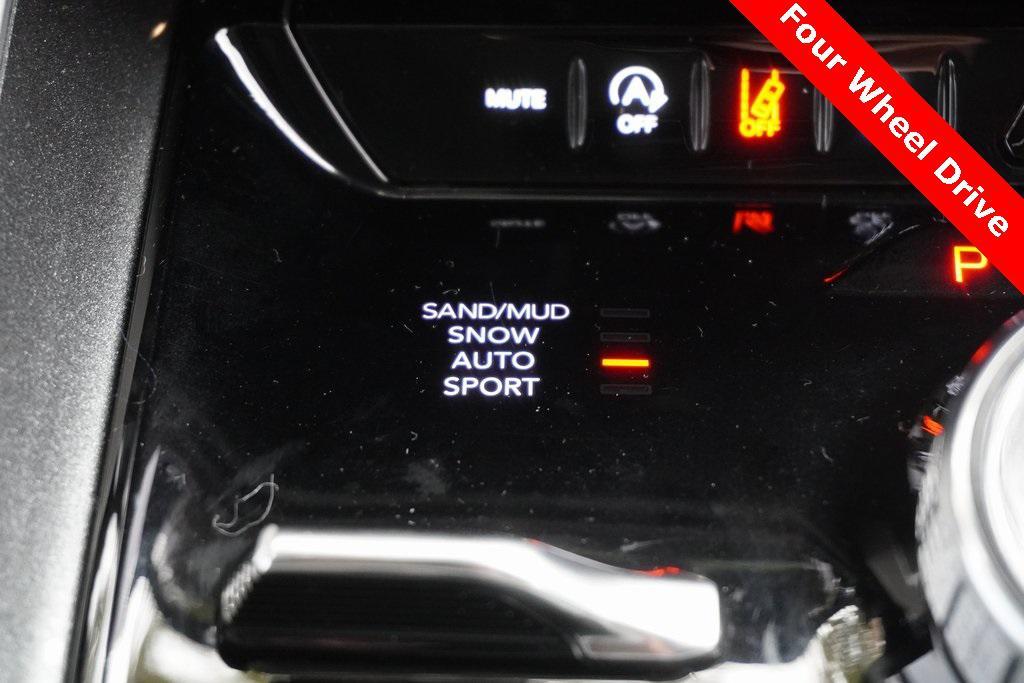 Four Wheel Drive
MUTE
A
OFF
OFF
P
SAND/MUD
SNOW
AUTO
SPORT